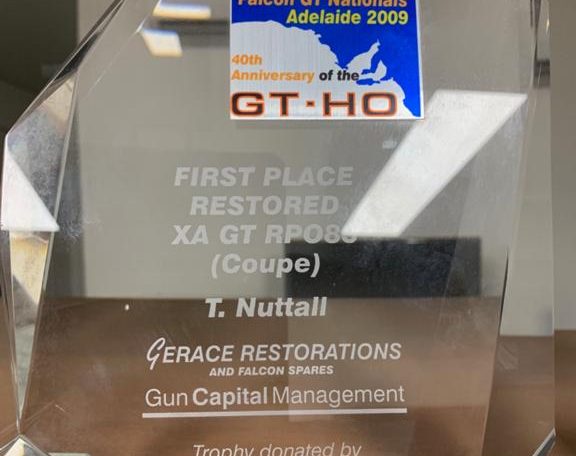 Falcon GT Nationals
Adelaide 2009
40th
Anniversary of the
GT-HO
FIRST PLACE
RESTORED
XA GT RPO83
(Coupe)
T. Nuttall
GERACE RESTORATIONS
AND FALCON SPARES
Gun Capital Management
Trophy donated by